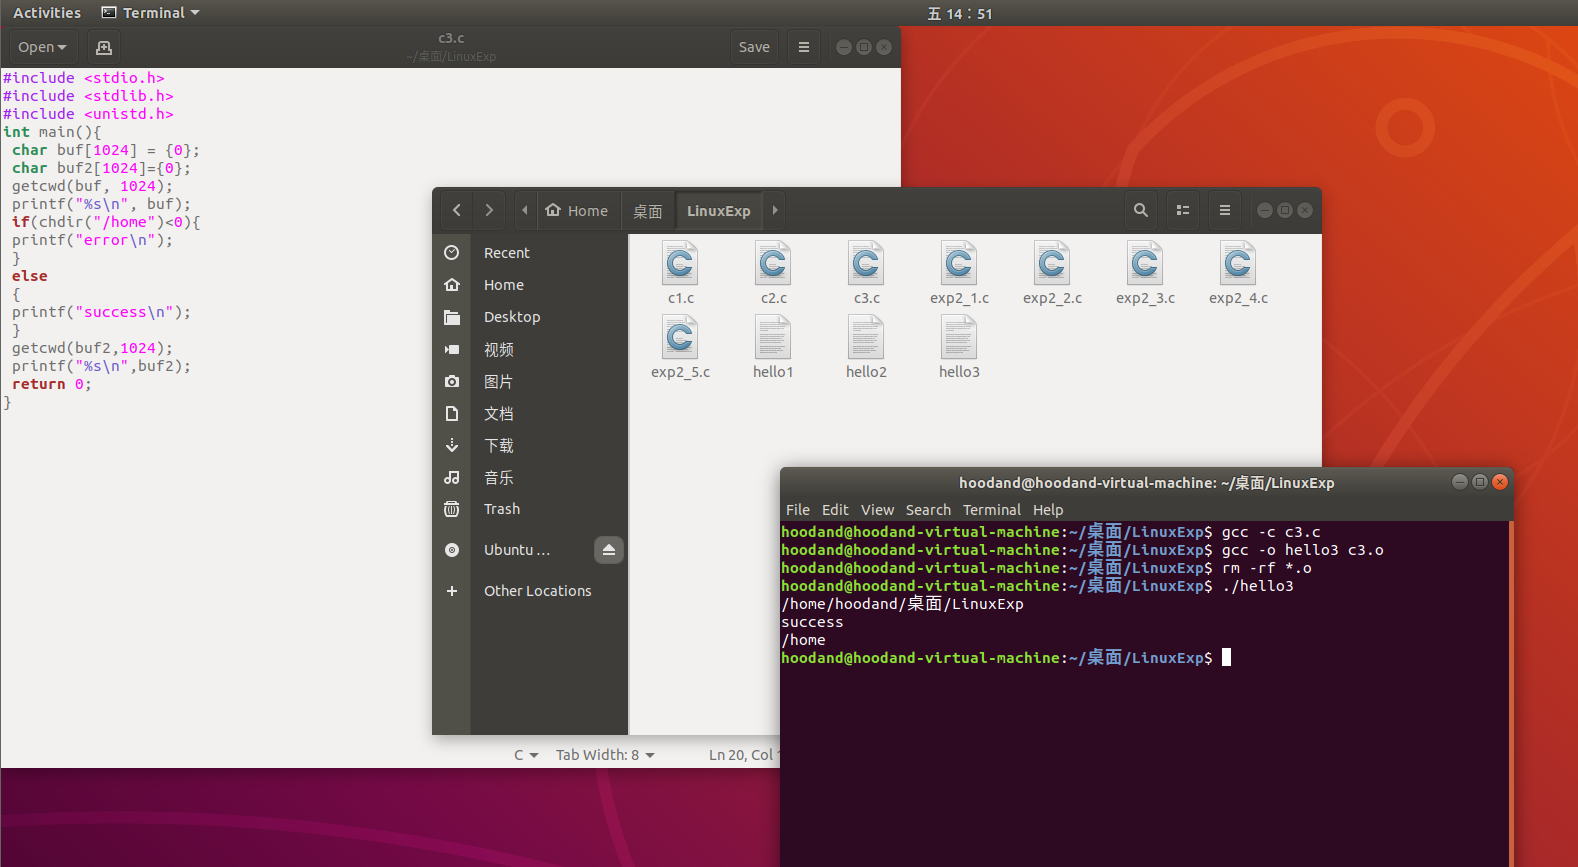 Activities Terminal 五 14：51
Open c3.c Save
~/桌面/LinuxExp
#include <stdio.h>
#include <stdlib.h>
#include <unistd.h>
int main(){
char buf[1024] = {0};
char buf2[1024]={0};
getcwd(buf, 1024);
printf("%s\n", buf);
if(chdir("/home")<0){
printf("error\n");
}
else
{
printf("success\n");
}
getcwd(buf2,1024);
printf("%s\n",buf2);
return 0;
}
C Tab Width: 8 Ln 20, Col
Home 桌面 LinuxExp
Recent
Home
Desktop
视频
图片
文档
下载
音乐
Trash
Ubuntu …
Other Locations
c1.c c2.c c3.c exp2_1.c exp2_2.c exp2_3.c exp2_4.c
exp2_5.c hello1 hello2 hello3
hoodand@hoodand-virtual-machine: ~/桌面/LinuxExp
File Edit View Search Terminal Help
hoodand@hoodand-virtual-machine:~/桌面/LinuxExp$ gcc -c c3.c
hoodand@hoodand-virtual-machine:~/桌面/LinuxExp$ gcc -o hello3 c3.o
hoodand@hoodand-virtual-machine:~/桌面/LinuxExp$ rm -rf *.o
hoodand@hoodand-virtual-machine:~/桌面/LinuxExp$ ./hello3
/home/hoodand/桌面/LinuxExp
success
/home
hoodand@hoodand-virtual-machine:~/桌面/LinuxExp$